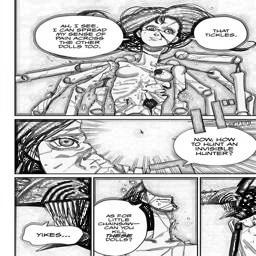 AH, I SEE.
I CAN SPREAD
MY SENSE OF
PAIN ACROSS
THE OTHER
DOLLS TOO.
THAT
TICKLES.
NOW, HOW
TO HUNT AN
INVISIBLE
HUNTER?
YIKES...
AS FOR
LITTLE
CHAINSAW—
CAN YOU
KILL
THESE
DOLLS?